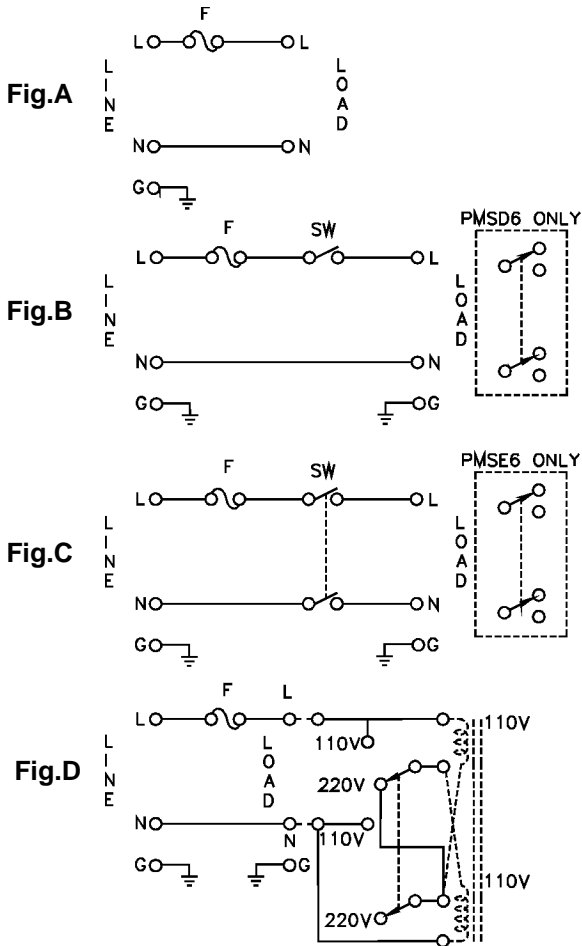 F
L L
Fig.A
LINE
LOAD
N N
G
PMSD6 ONLY
F SW
L L
Fig.B
LINE
LOAD
N N
G G
PMSE6 ONLY
F SW
L L
Fig.C
LINE
LOAD
N N
G G
F L
L 110V
110V
Fig.D
LINE
LOAD
220V
N N 110V
G G
110V
220V